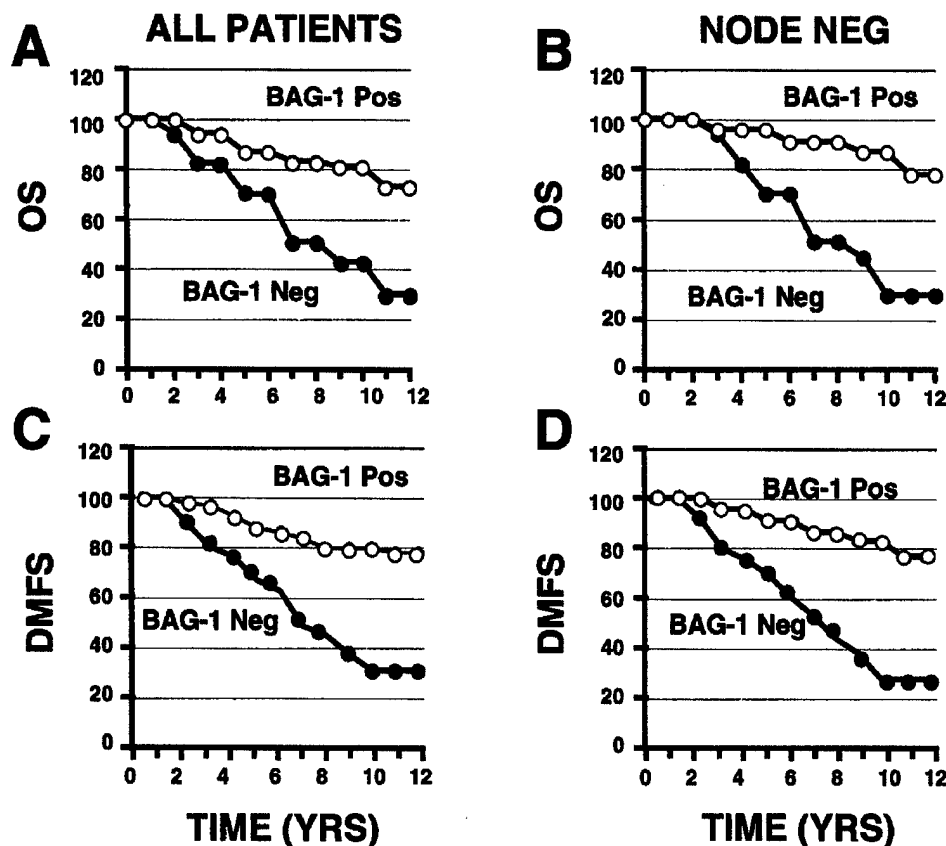 A
ALL PATIENTS
120
100
80
60
40
20
0
OS
BAG-1 Pos
BAG-1 Neg
0 2 4 6 8 10 12
B
NODE NEG
120
100
80
60
40
20
0
OS
BAG-1 Pos
BAG-1 Neg
0 2 4 6 8 10 12
C
120
100
80
60
40
20
0
DMFS
BAG-1 Pos
BAG-1 Neg
0 2 4 6 8 10 12
TIME (YRS)
D
120
100
80
60
40
20
0
DMFS
BAG-1 Pos
BAG-1 Neg
0 2 4 6 8 10 12
TIME (YRS)